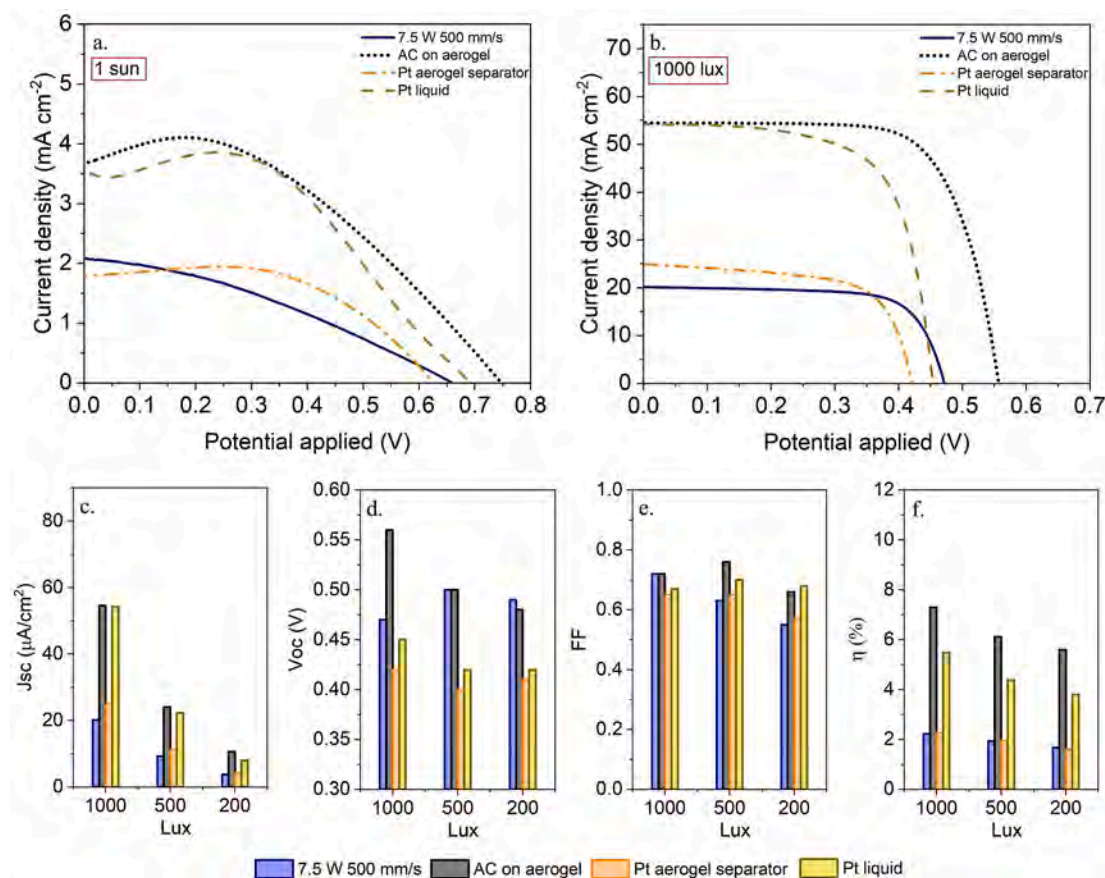 a.
1 sun
7.5 W 500 mm/s
AC on aerogel
Pt aerogel separator
Pt liquid
6
5
4
3
2
1
0
Current density (mA cm-2)
0.0 0.1 0.2 0.3 0.4 0.5 0.6 0.7 0.8
Potential applied (V)
b.
1000 lux
7.5 W 500 mm/s
AC on aerogel
Pt aerogel separator
Pt liquid
70
60
50
40
30
20
10
0
Current density (mA cm-2)
0.0 0.1 0.2 0.3 0.4 0.5 0.6 0.7
Potential applied (V)
c.
80
60
40
20
0
Jsc (µA/cm²)
1000 500 200
Lux
d.
0.60
0.55
0.50
0.45
0.40
0.35
0.30
Voc (V)
1000 500 200
Lux
e.
1.0
0.8
0.6
0.4
0.2
0.0
FF
1000 500 200
Lux
f.
12
10
8
6
4
2
0
η (%)
1000 500 200
Lux
7.5 W 500 mm/s AC on aerogel Pt aerogel separator Pt liquid